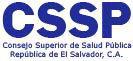 CSSP
Consejo Superior de Salud Pública
República de El Salvador, C.A.